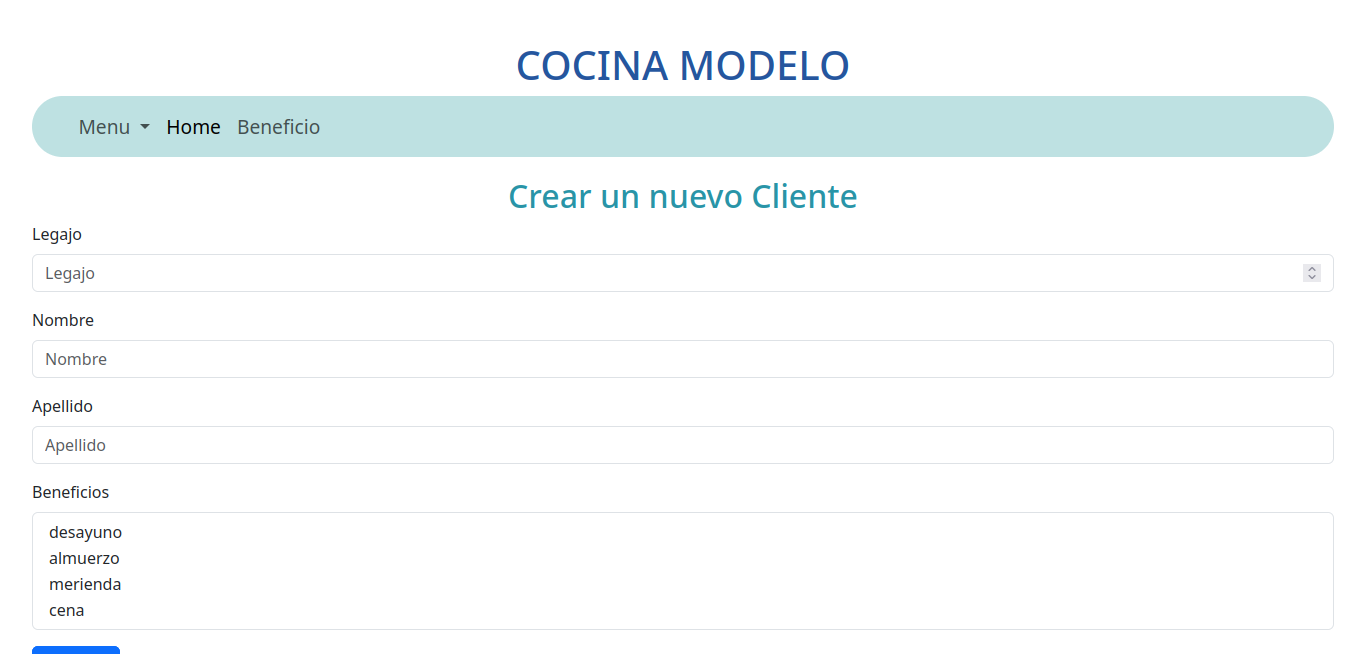 COCINA MODELO
Menu Home Beneficio
Crear un nuevo Cliente
Legajo
Legajo
Nombre
Nombre
Apellido
Apellido
Beneficios
desayuno
almuerzo
merienda
cena